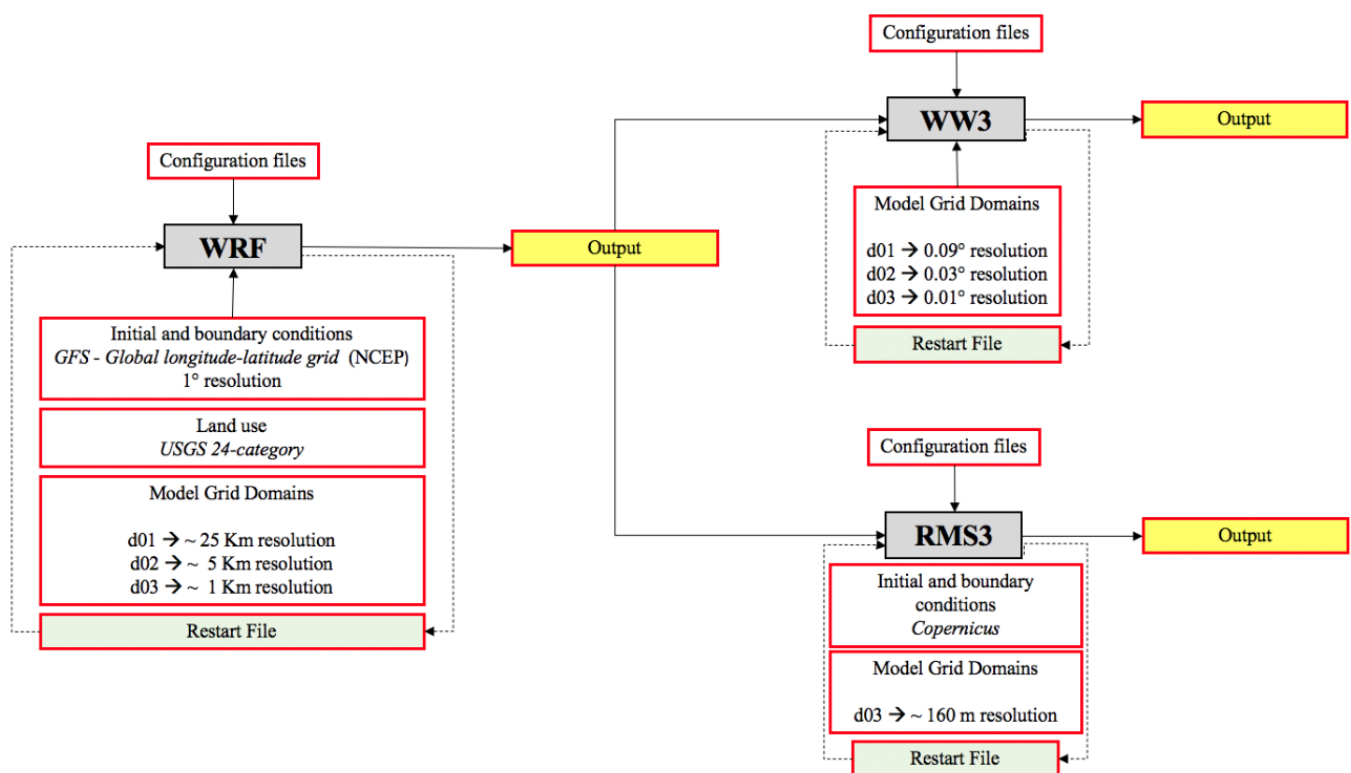 Configuration files
WRF
Initial and boundary conditions
GFS - Global longitude-latitude grid (NCEP)
1° resolution
Land use
USGS 24-category
Model Grid Domains
d01 → ~ 25 Km resolution
d02 → ~ 5 Km resolution
d03 → ~ 1 Km resolution
Restart File
Output
Configuration files
WW3
Output
Model Grid Domains
d01 → 0.09° resolution
d02 → 0.03° resolution
d03 → 0.01° resolution
Restart File
Configuration files
RMS3
Output
Initial and boundary
conditions
Copernicus
Model Grid Domains
d03 → ~ 160 m resolution
Restart File